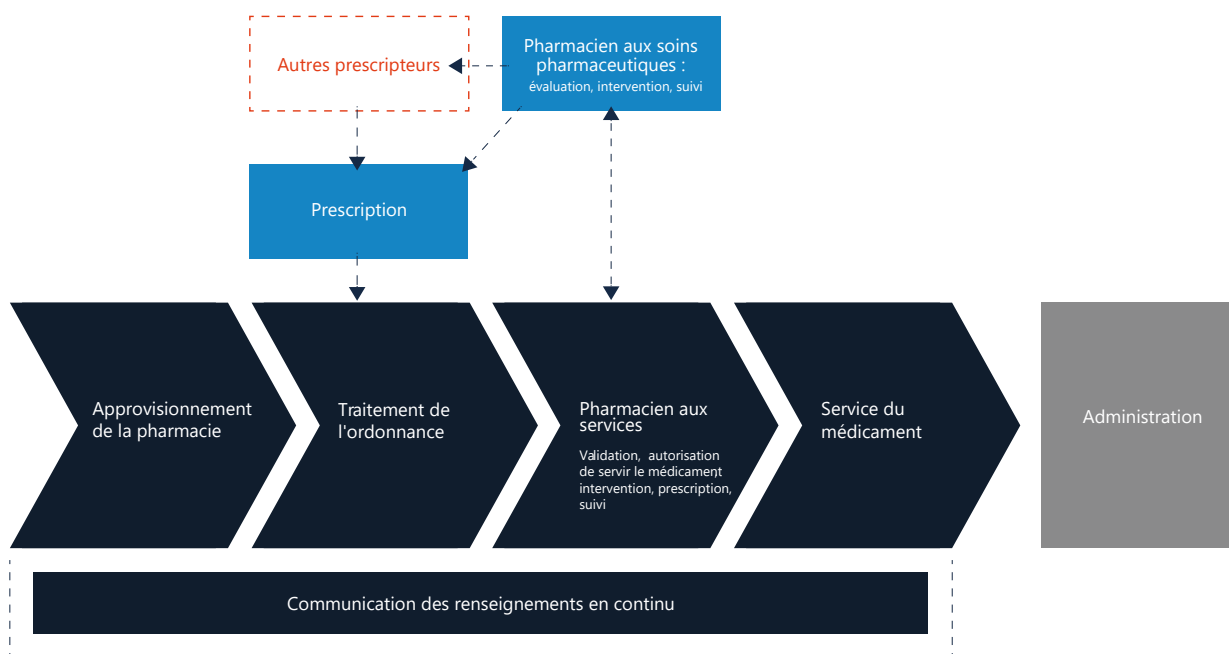 Autres prescripteurs
Pharmacien aux soins
pharmaceutiques :
évaluation, intervention, suivi
Prescription
Approvisionnement
de la pharmacie
Traitement de
l'ordonnance
Pharmacien aux
services
Validation, autorisation
de servir le médicament,
intervention, prescription,
suivi
Service du
médicament
Administration
Communication des renseignements en continu